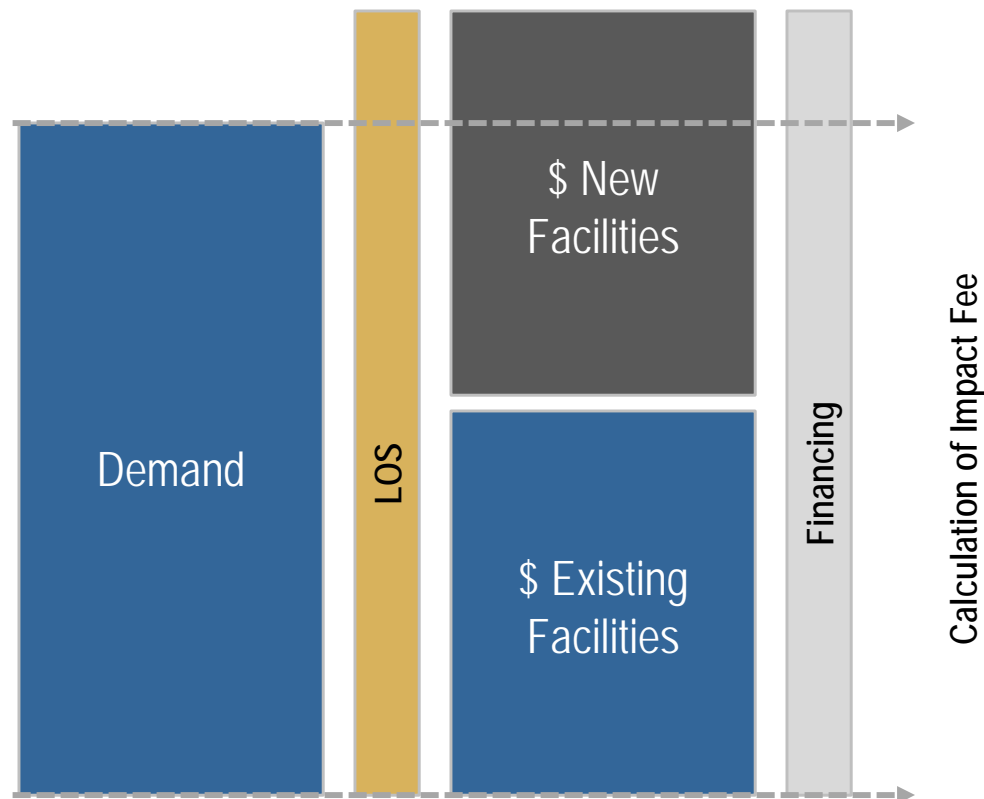 Demand
LOS
$ New
Facilities
$ Existing
Facilities
Financing
Calculation of Impact Fee